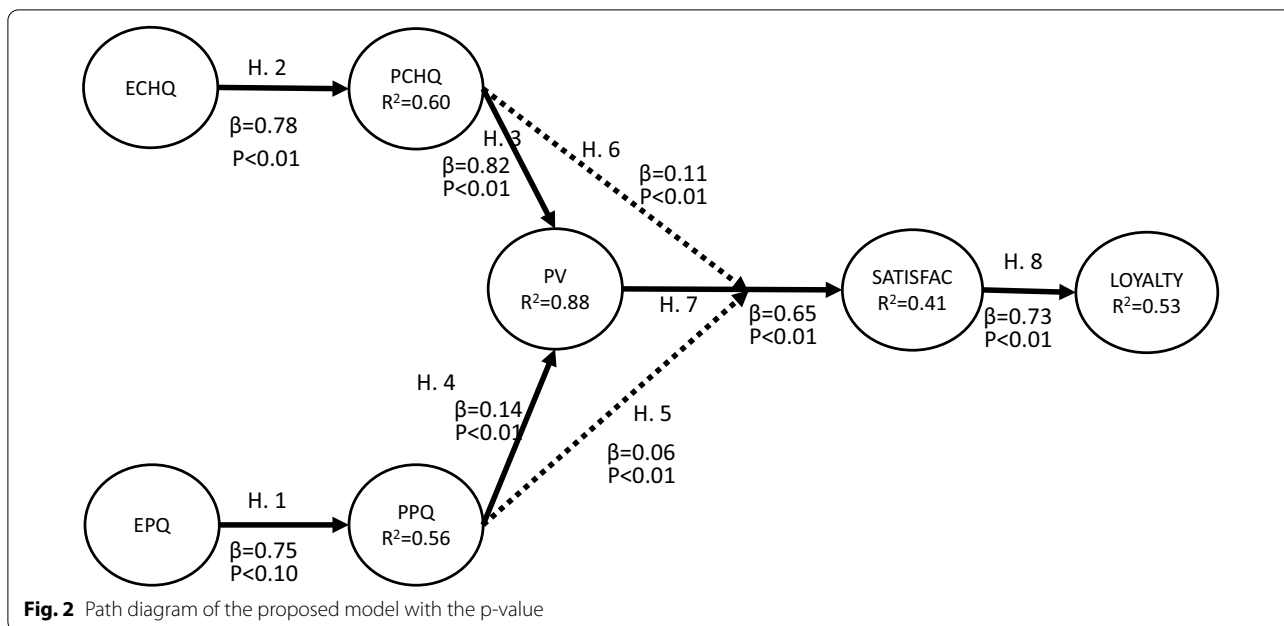 ECHQ
H. 2
β=0.78
P<0.01
PCHQ
R²=0.60
H. 3
β=0.82
P<0.01
H. 6
β=0.11
P<0.01
PV
R²=0.88
H. 7
β=0.65
P<0.01
SATISFAC
R²=0.41
H. 8
β=0.73
P<0.01
LOYALTY
R²=0.53
H. 4
β=0.14
P<0.01
H. 5
β=0.06
P<0.01
EPQ
H. 1
β=0.75
P<0.10
PPQ
R²=0.56
Fig. 2 Path diagram of the proposed model with the p-value